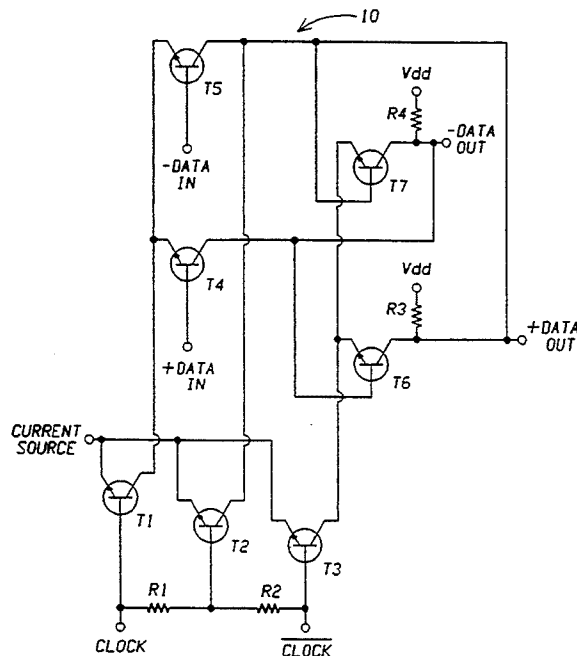 10
T5
Vdd
R4
-DATA
OUT
-DATA
IN
T7
T4
Vdd
R3
+DATA
OUT
+DATA
IN
T6
CURRENT
SOURCE
T1
T2
T3
R1
R2
CLOCK
CLOCK